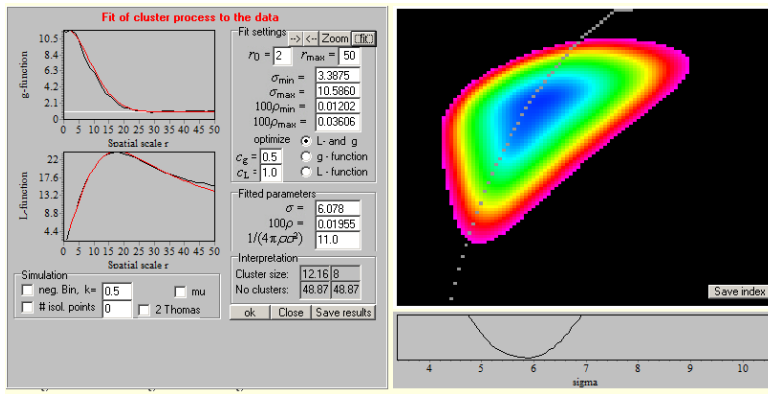 Fit of cluster process to the data
g-function
10.5
8.4
6.3
4.2
2.1
0
0 5 10 15 20 25 30 35 40 45 50
Spatial scale r
L-function
22
17.6
13.2
8.8
4.4
0 5 10 15 20 25 30 35 40 45 50
Spatial scale r
Simulation
neg. Bin, k= 0.5
mu
# isol. points 0
2 Thomas
Fit settings
--> <-- Zoom fit
r0 = 2 rmax = 50
σmin = 3.3875
σmax = 10.5860
100ρmin = 0.01202
100ρmax = 0.03606
optimize L- and g
cg = 0.5 g - function
cL = 1.0 L - function
Fitted parameters
σ = 6.078
100ρ = 0.01955
1/(4πρσ²) 11.0
Interpretation
Cluster size: 12.16 8
No clusters: 48.87 48.87
ok Close Save results
Save index
4 5 6 7 8 9 10
sigma